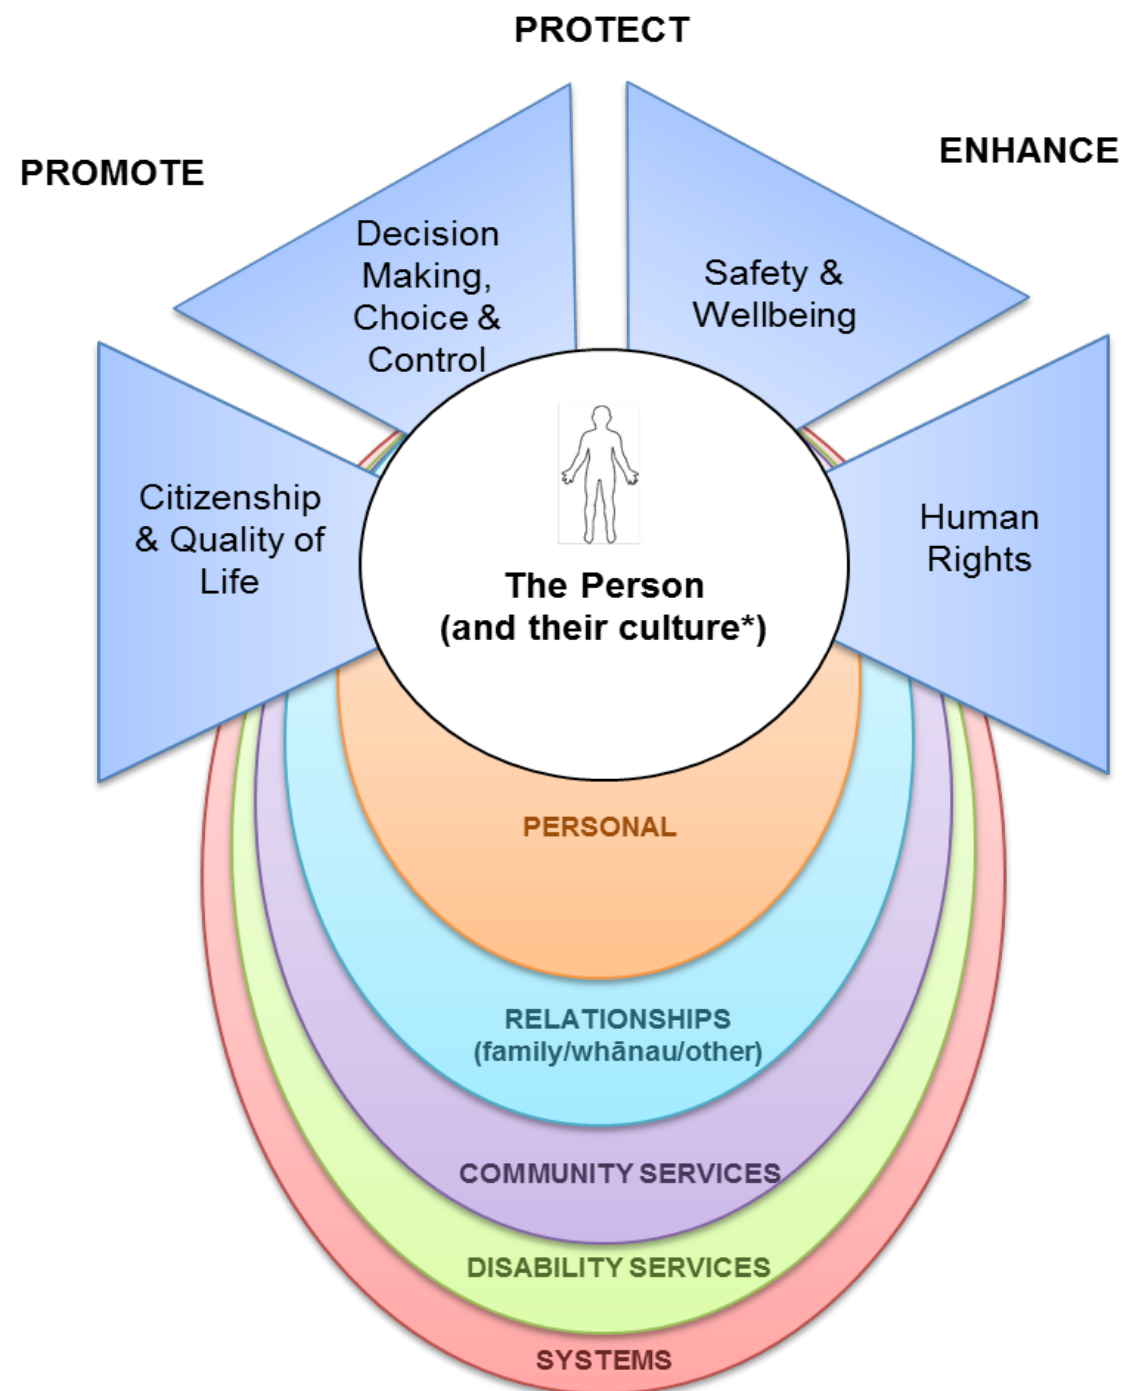 PROTECT
PROMOTE
ENHANCE
Decision
Making,
Choice &
Control
Safety &
Wellbeing
Citizenship
& Quality of
Life
Human
Rights
The Person
(and their culture*)
PERSONAL
RELATIONSHIPS
(family/whānau/other)
COMMUNITY SERVICES
DISABILITY SERVICES
SYSTEMS